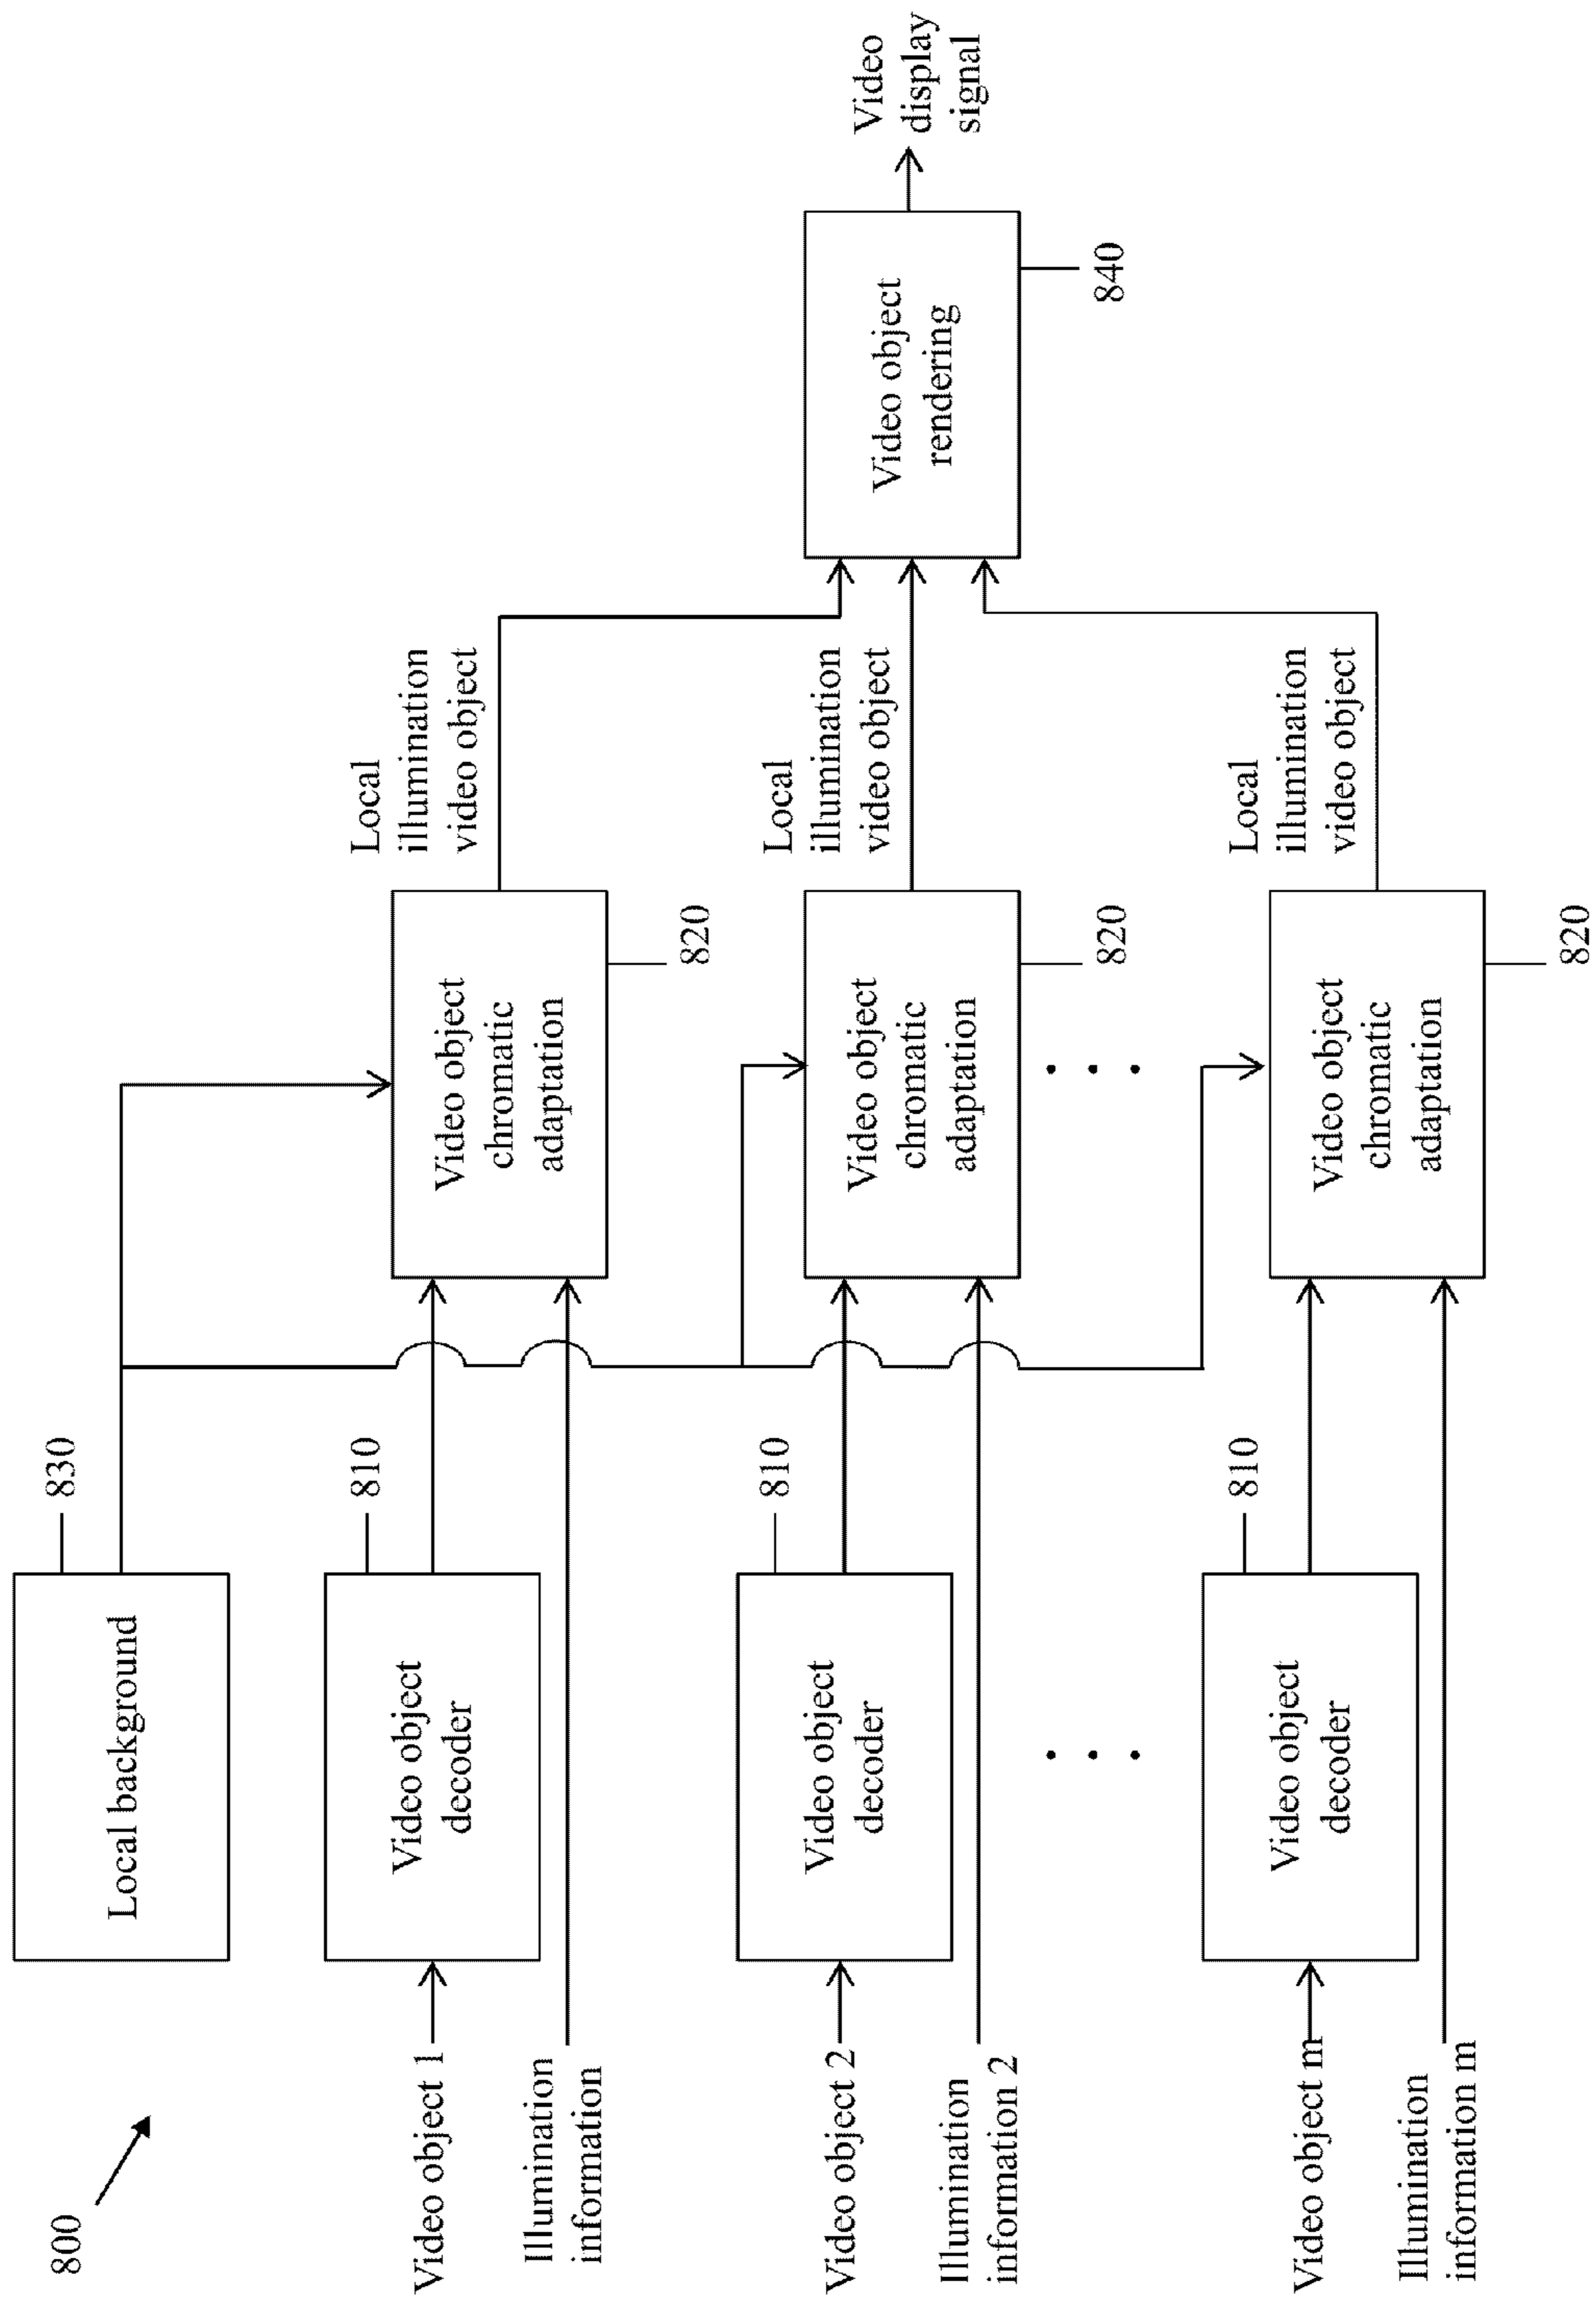 800
Local background
830
Video object 1
Video object
decoder
810
Illumination
information
Video object
chromatic
adaptation
820
Local
illumination
video object
Video object 2
Video object
decoder
810
Illumination
information 2
Video object
chromatic
adaptation
820
Local
illumination
video object
Video object
rendering
840
Video
display
signal
. . .
. . .
Video object m
Video object
decoder
810
Illumination
information m
Video object
chromatic
adaptation
820
Local
illumination
video object